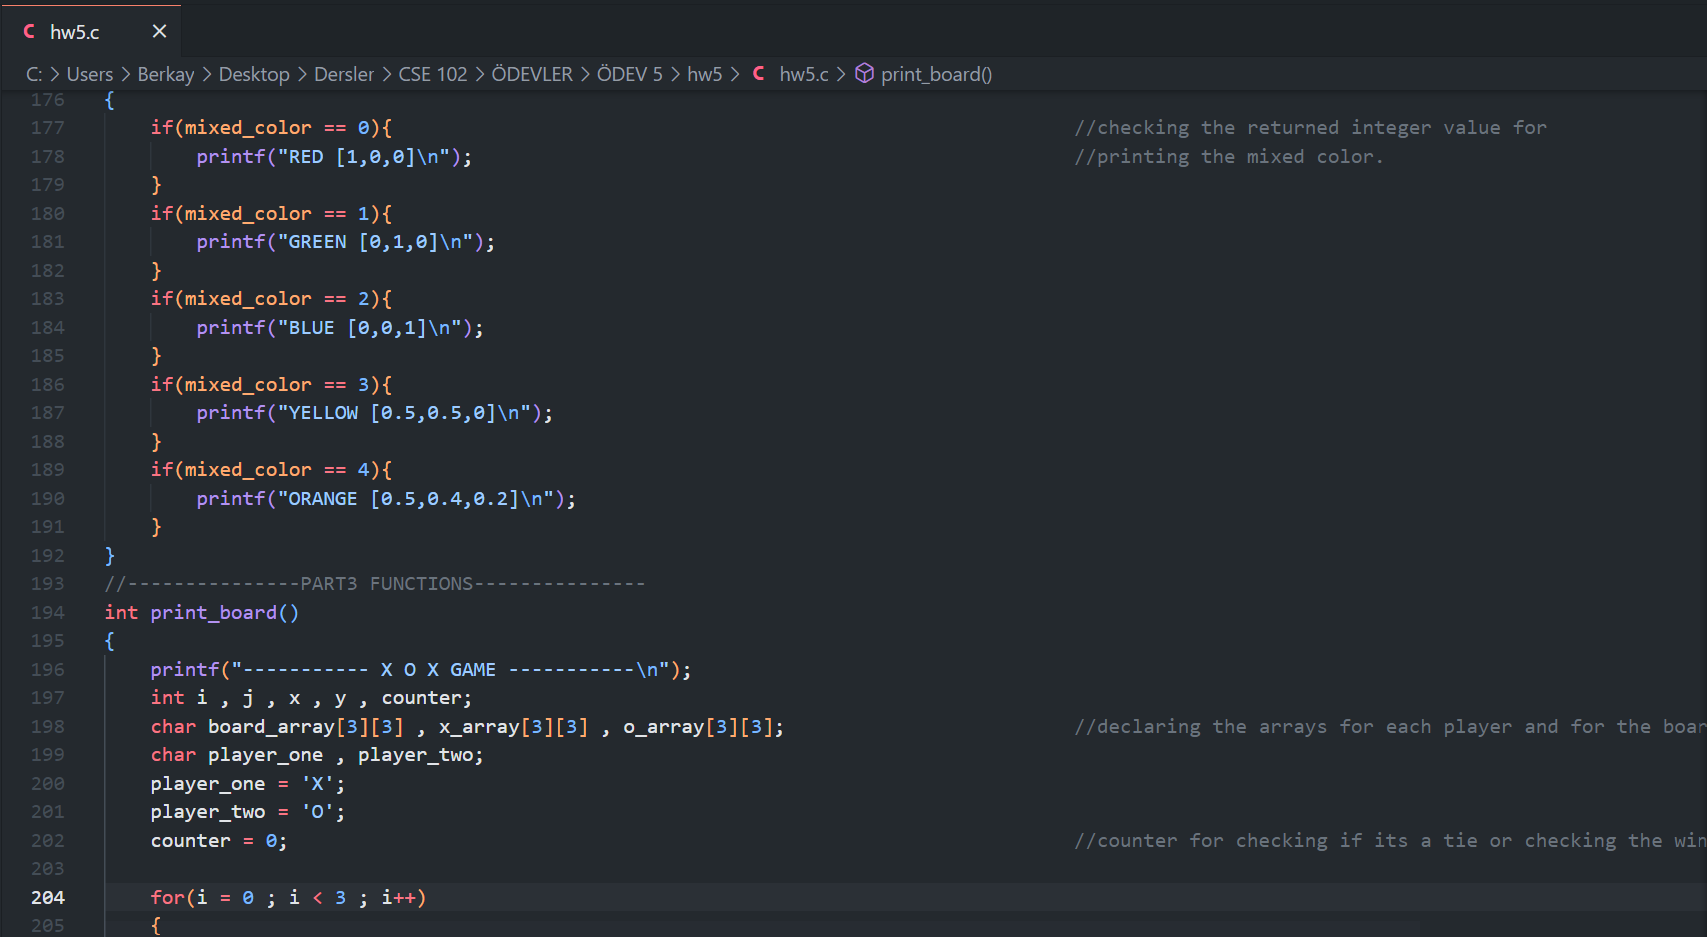 hw5.c
C: > Users > Berkay > Desktop > Dersler > CSE 102 > ÖDEVLER > ÖDEV 5 > hw5 > C hw5.c > print_board()
176 {
177 if(mixed_color == 0){ //checking the returned integer value for
178 printf("RED [1,0,0]\n"); //printing the mixed color.
179 }
180 if(mixed_color == 1){
181 printf("GREEN [0,1,0]\n");
182 }
183 if(mixed_color == 2){
184 printf("BLUE [0,0,1]\n");
185 }
186 if(mixed_color == 3){
187 printf("YELLOW [0.5,0.5,0]\n");
188 }
189 if(mixed_color == 4){
190 printf("ORANGE [0.5,0.4,0.2]\n");
191 }
192 }
193 //---------------PART3 FUNCTIONS---------------
194 int print_board()
195 {
196 printf("----------- X O X GAME -----------\n");
197 int i , j , x , y , counter;
198 char board_array[3][3] , x_array[3][3] , o_array[3][3]; //declaring the arrays for each player and for the boar
199 char player_one , player_two;
200 player_one = 'X';
201 player_two = 'O';
202 counter = 0; //counter for checking if its a tie or checking the win
203
204 for(i = 0 ; i < 3 ; i++)
205 {